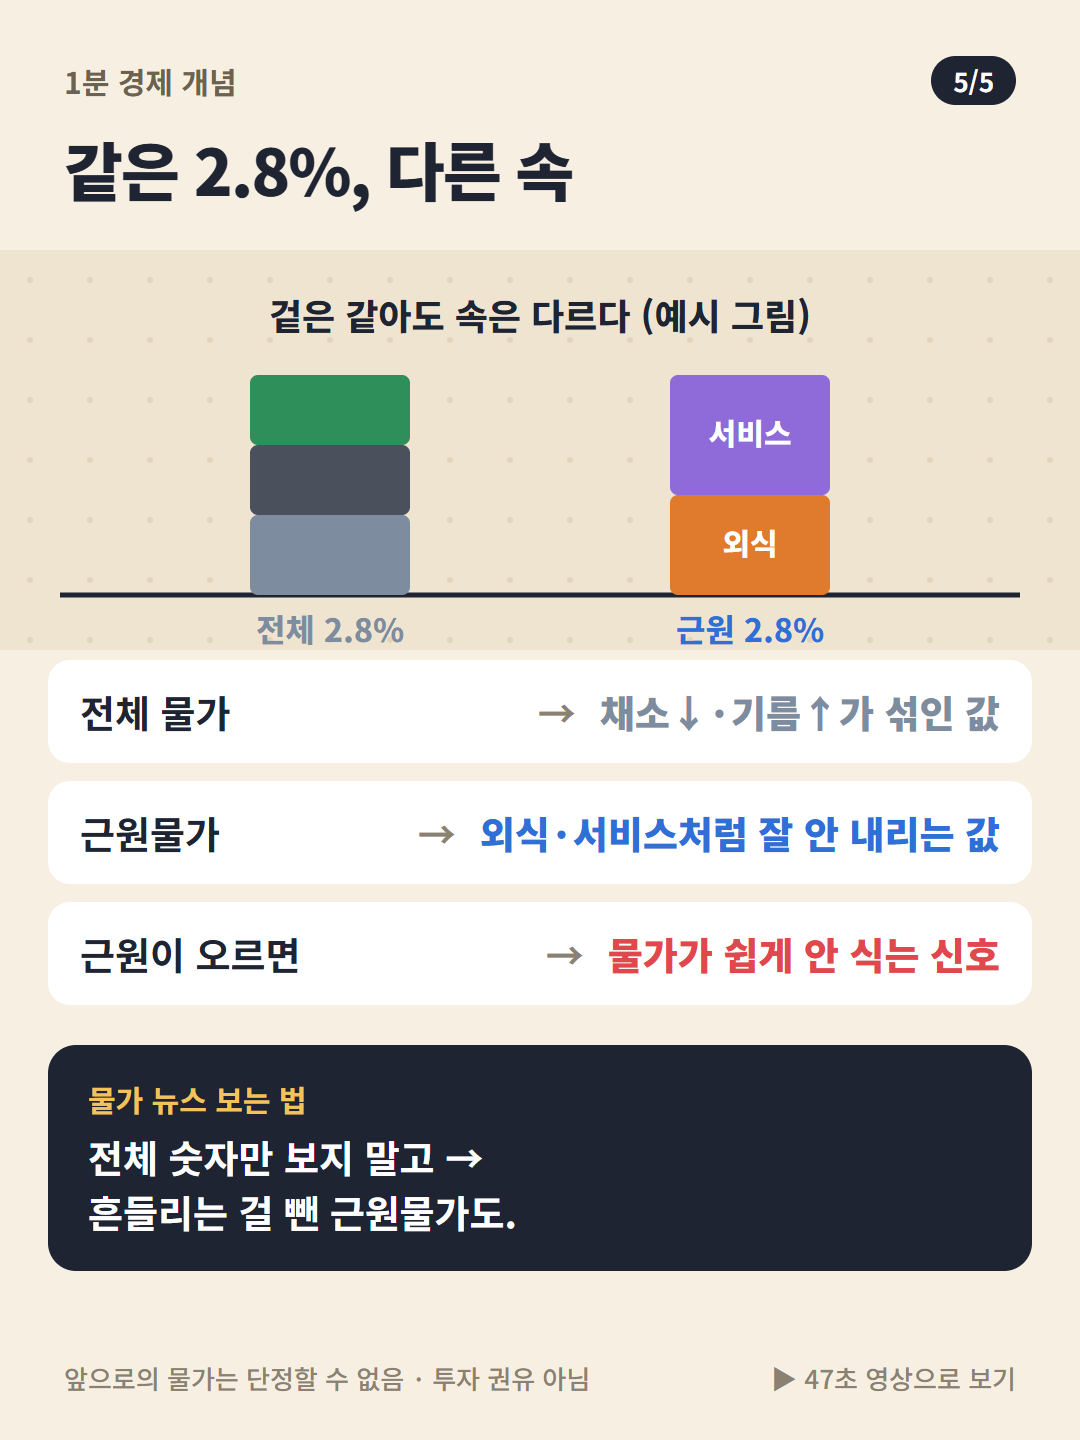 1분 경제 개념
5/5
같은 2.8%, 다른 속
겉은 같아도 속은 다르다 (예시 그림)
서비스
외식
전체 2.8%
근원 2.8%
전체 물가 → 채소↓·기름↑가 섞인 값
근원물가 → 외식·서비스처럼 잘 안 내리는 값
근원이 오르면 → 물가가 쉽게 안 식는 신호
물가 뉴스 보는 법
전체 숫자만 보지 말고 →
흔들리는 걸 뺀 근원물가도.
앞으로의 물가는 단정할 수 없음 · 투자 권유 아님
▶ 47초 영상으로 보기